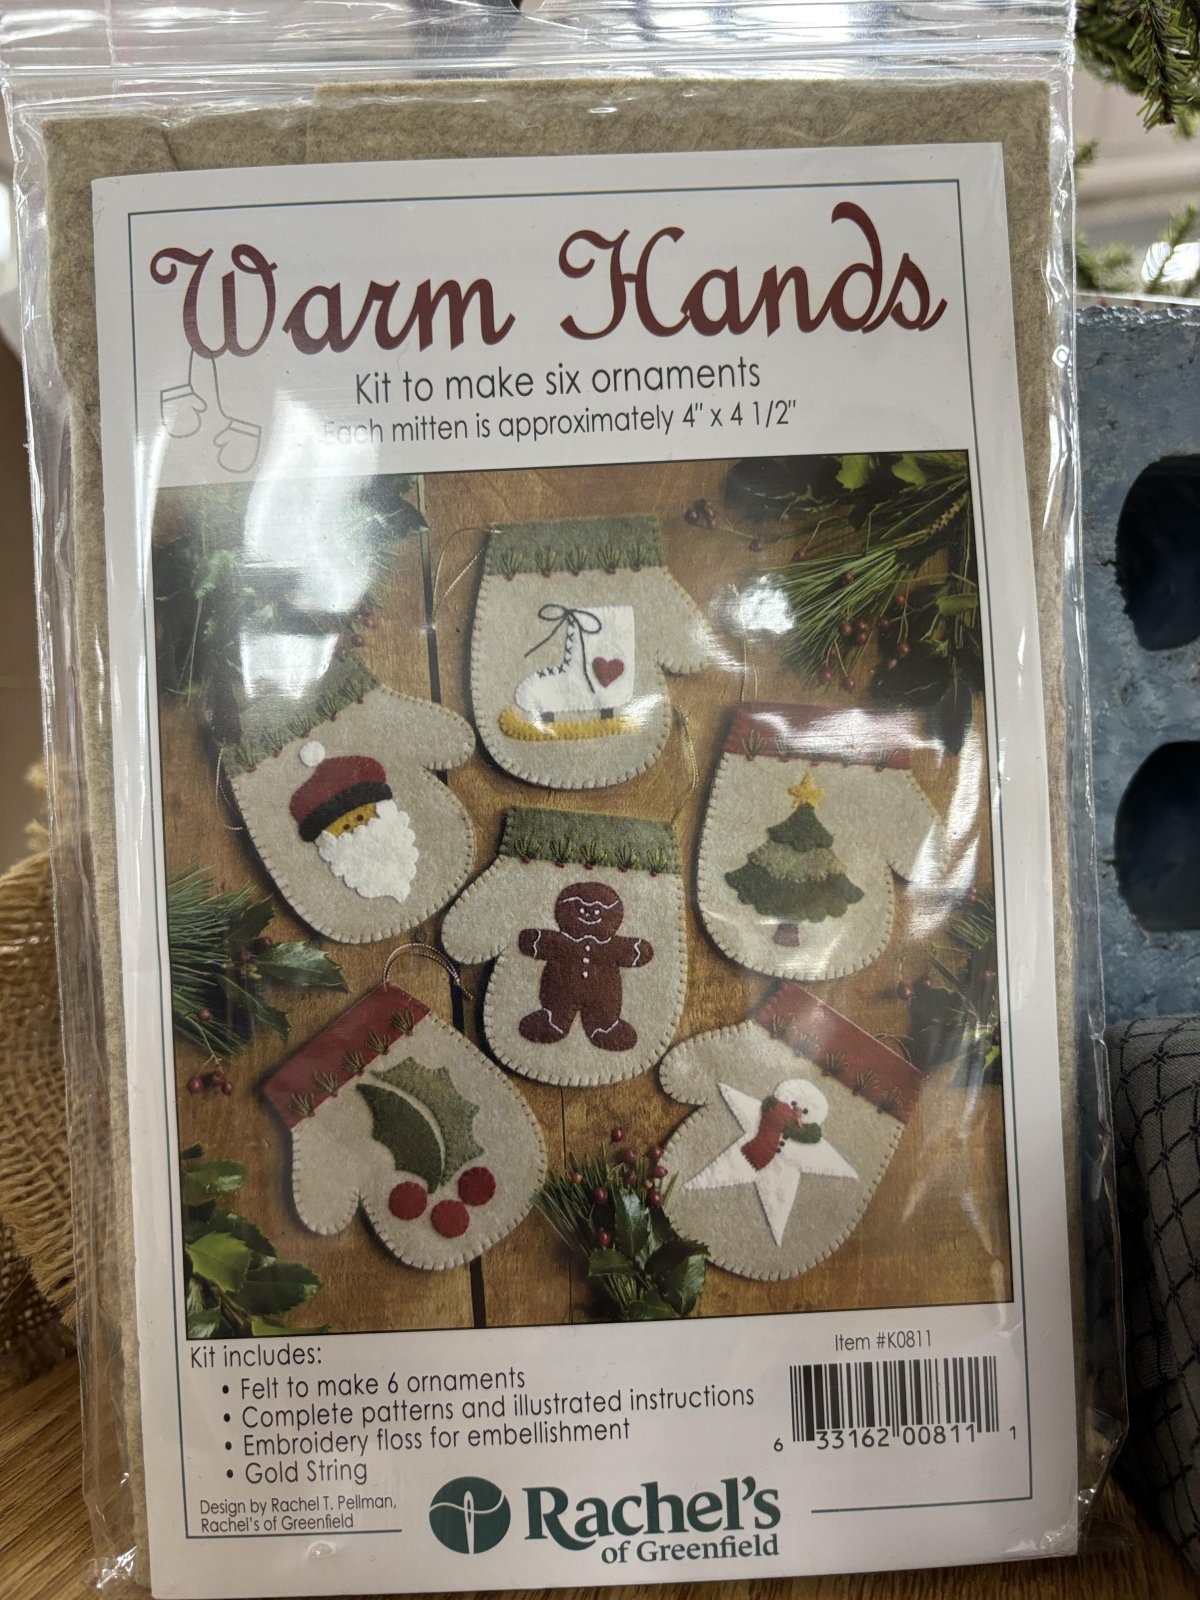 Warm Hands
Kit to make six ornaments
Each mitten is approximately 4" x 4 1/2"
Kit includes:
• Felt to make 6 ornaments
• Complete patterns and illustrated instructions
• Embroidery floss for embellishment
• Gold String
Item #K0811
6 33162 00811 1
Design by Rachel T. Pellman,
Rachel's of Greenfield
Rachel's
of Greenfield